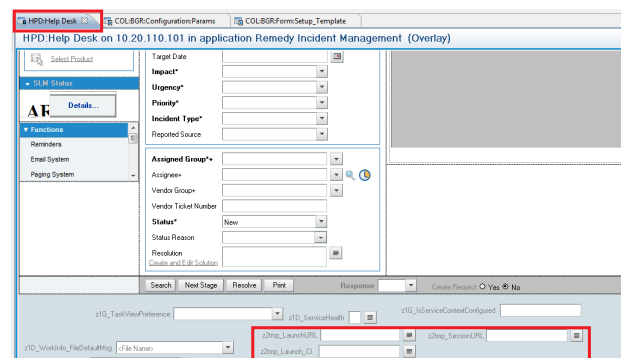 HPD:Help Desk COL:BGR:Configuration:Params COL:BGR:Form:Setup_Template
HPD:Help Desk on 10.20.110.101 in application Remedy Incident Management (Overlay)
Select Product
Target Date
Impact*
SLM Status
Urgency*
Details...
Priority*
AR
Incident Type*
Functions
Reported Source
Reminders
Email System
Assigned Group*+
Paging System
Assignee+
Vendor Group+
Vendor Ticket Number
Status* New
Status Reason
Resolution
Create and Edit Solution
Search Next Stage Resolve Print Response Create Request Yes No
z1G_TaskViewPreference z1D_ServiceHealth z1G_IsServiceContextConfigured
z2tmp_LaunchURL z2tmp_SessionURL
z1D_WorkInfo_FileDefaultMsg <File Name>
z2tmp_Launch_CI